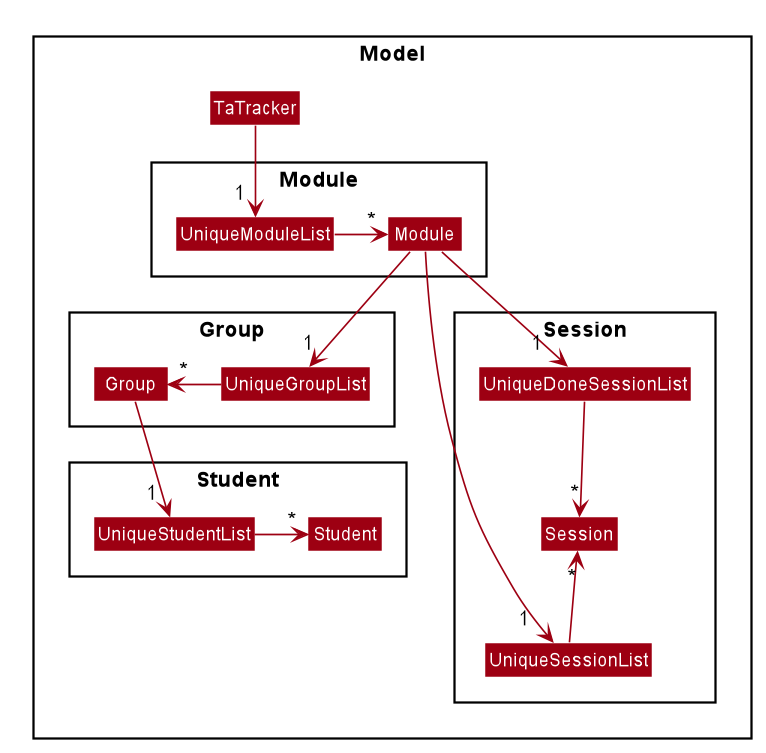 Model
TaTracker
Module
1
*
UniqueModuleList
Module
Group
Session
1
1
*
Group
UniqueGroupList
UniqueDoneSessionList
Student
1
*
*
UniqueStudentList
Student
Session
*
1
UniqueSessionList